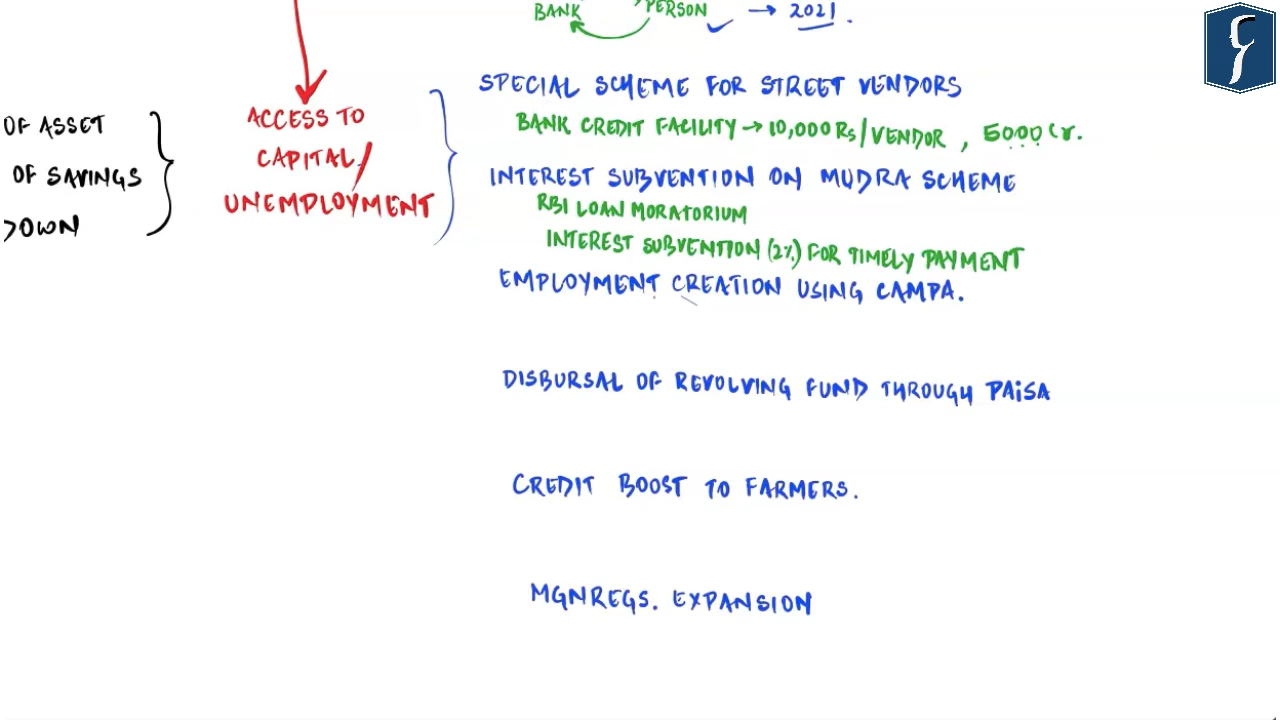 BANK PERSON → 2021.
SPECIAL SCHEME FOR STREET VENDORS
BANK CREDIT FACILITY → 10,000 Rs/VENDOR, 5000 Cr.
OF ASSET
OF SAVINGS
DOWN
ACCESS TO
CAPITAL/
UNEMPLOYMENT
INTEREST SUBVENTION ON MUDRA SCHEME
RBI LOAN MORATORIUM
INTEREST SUBVENTION (2%) FOR TIMELY PAYMENT
EMPLOYMENT CREATION USING CAMPA.
DISBURSAL OF REVOLVING FUND THROUGH PAiSA
CREDIT BOOST TO FARMERS.
MGNREGS. EXPANSION